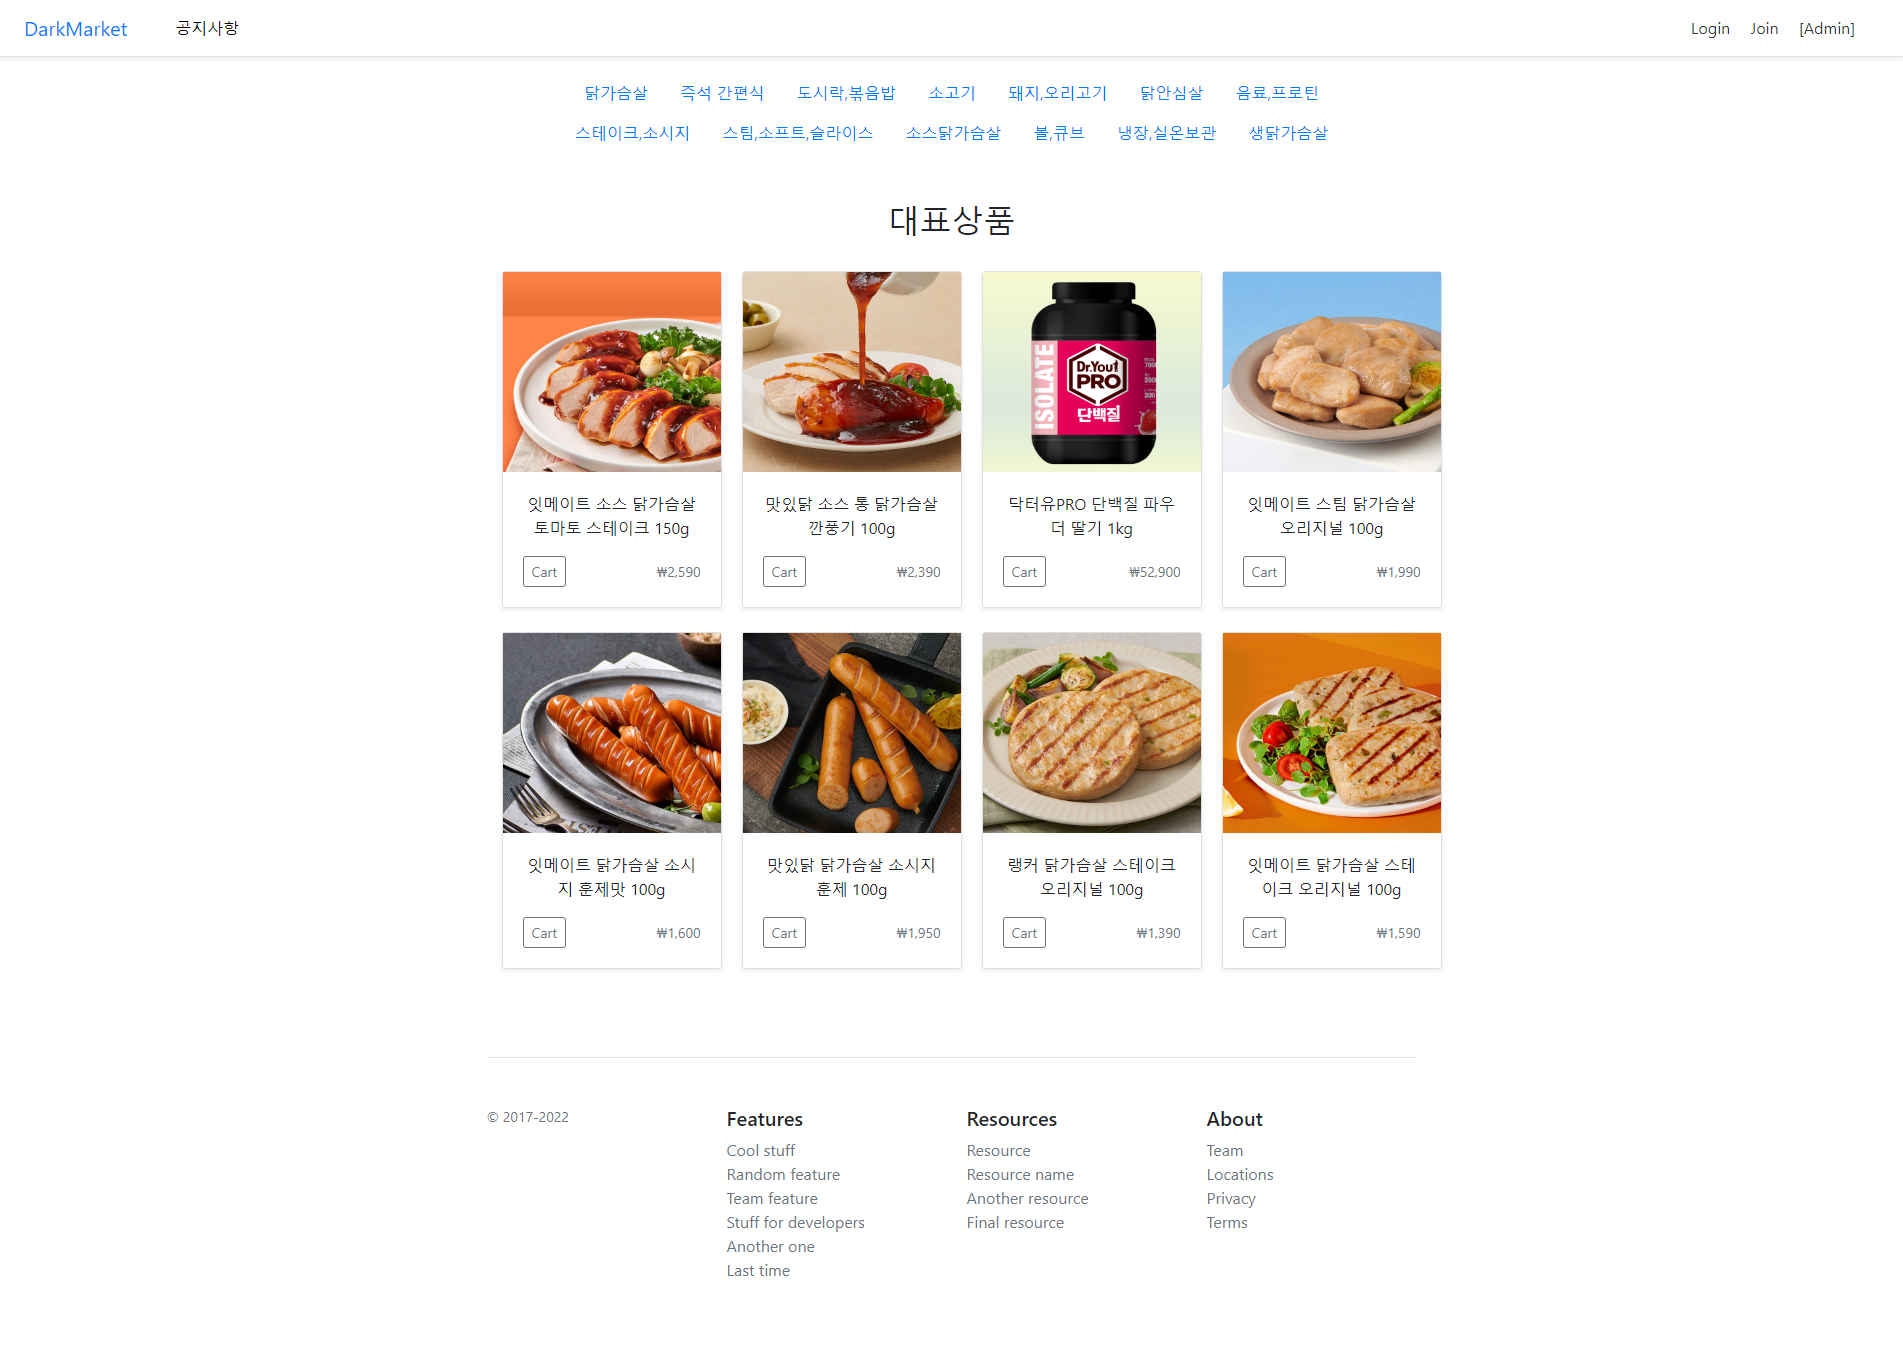 DarkMarket 공지사항 Login Join [Admin]
닭가슴살 즉석 간편식 도시락,볶음밥 소고기 돼지,오리고기 닭안심살 음료,프로틴
스테이크,소시지 스팀,소프트,슬라이스 소스닭가슴살 볼,큐브 냉장,실온보관 생닭가슴살
대표상품
ISOLATE
Dr.You
PRO
단백질
잇메이트 소스 닭가슴살
토마토 스테이크 150g
Cart ₩2,590
맛있닭 소스 통 닭가슴살
깐풍기 100g
Cart ₩2,390
닥터유PRO 단백질 파우
더 딸기 1kg
Cart ₩52,900
잇메이트 스팀 닭가슴살
오리지널 100g
Cart ₩1,990
잇메이트 닭가슴살 소시
지 훈제맛 100g
Cart ₩1,600
맛있닭 닭가슴살 소시지
훈제 100g
Cart ₩1,950
랭커 닭가슴살 스테이크
오리지널 100g
Cart ₩1,390
잇메이트 닭가슴살 스테
이크 오리지널 100g
Cart ₩1,590
© 2017-2022
Features
Cool stuff
Random feature
Team feature
Stuff for developers
Another one
Last time
Resources
Resource
Resource name
Another resource
Final resource
About
Team
Locations
Privacy
Terms